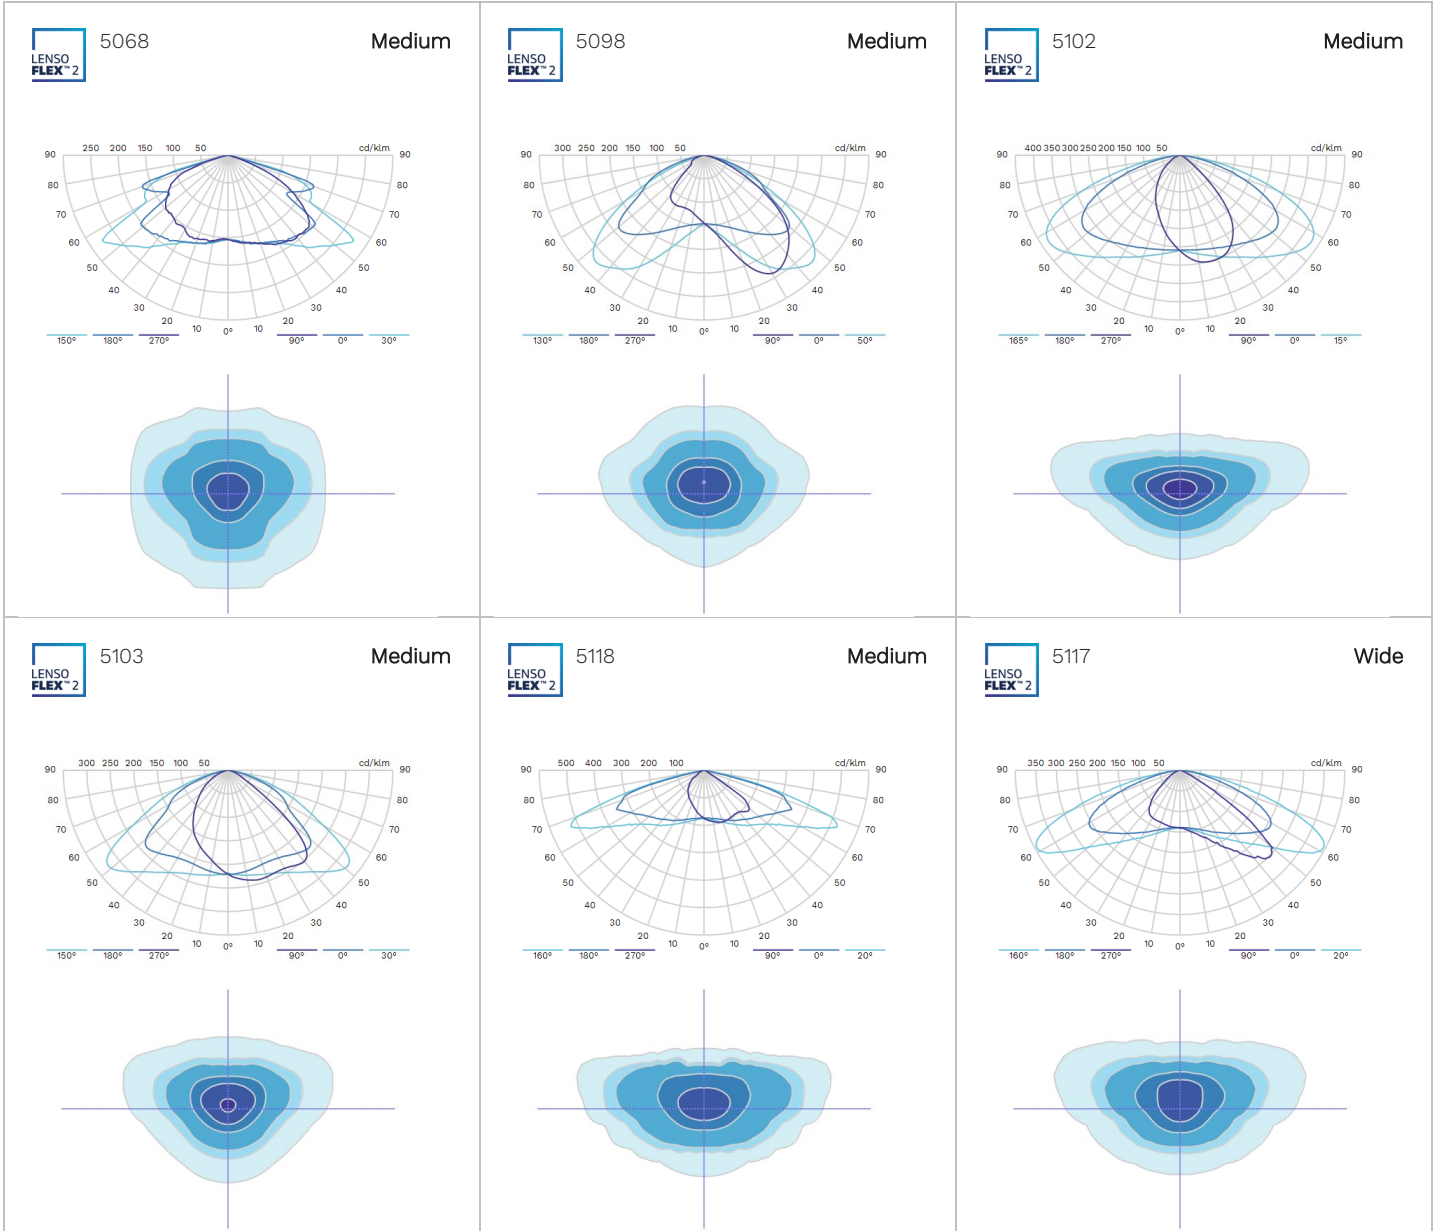 5068 Medium
LENSO
FLEX™ 2
250 200 150 100 50 cd/klm
90 90
80 80
70 70
60 60
50 50
40 40
30 30
20 10 0° 10 20
150° 180° 270° 90° 0° 30°
5098 Medium
LENSO
FLEX™ 2
300 250 200 150 100 50 cd/klm
90 90
80 80
70 70
60 60
50 50
40 40
30 30
20 10 0° 10 20
130° 180° 270° 90° 0° 50°
5102 Medium
LENSO
FLEX™ 2
400 350 300 250 200 150 100 50 cd/klm
90 90
80 80
70 70
60 60
50 50
40 40
30 30
20 10 0° 10 20
165° 180° 270° 90° 0° 15°
5103 Medium
LENSO
FLEX™ 2
300 250 200 150 100 50 cd/klm
90 90
80 80
70 70
60 60
50 50
40 40
30 30
20 10 0° 10 20
150° 180° 270° 90° 0° 30°
5118 Medium
LENSO
FLEX™ 2
500 400 300 200 100 cd/klm
90 90
80 80
70 70
60 60
50 50
40 40
30 30
20 10 0° 10 20
160° 180° 270° 90° 0° 20°
5117 Wide
LENSO
FLEX™ 2
350 300 250 200 150 100 50 cd/klm
90 90
80 80
70 70
60 60
50 50
40 40
30 30
20 10 0° 10 20
160° 180° 270° 90° 0° 20°